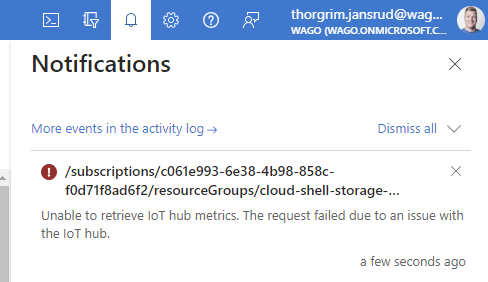 thorgrim.jansrud@wag...
WAGO (WAGO.ONMICROSOFT.C...
Notifications
More events in the activity log → Dismiss all
/subscriptions/c061e993-6e38-4b98-858c-
f0d71f8ad6f2/resourceGroups/cloud-shell-storage-...
Unable to retrieve IoT hub metrics. The request failed due to an issue with
the IoT hub.
a few seconds ago